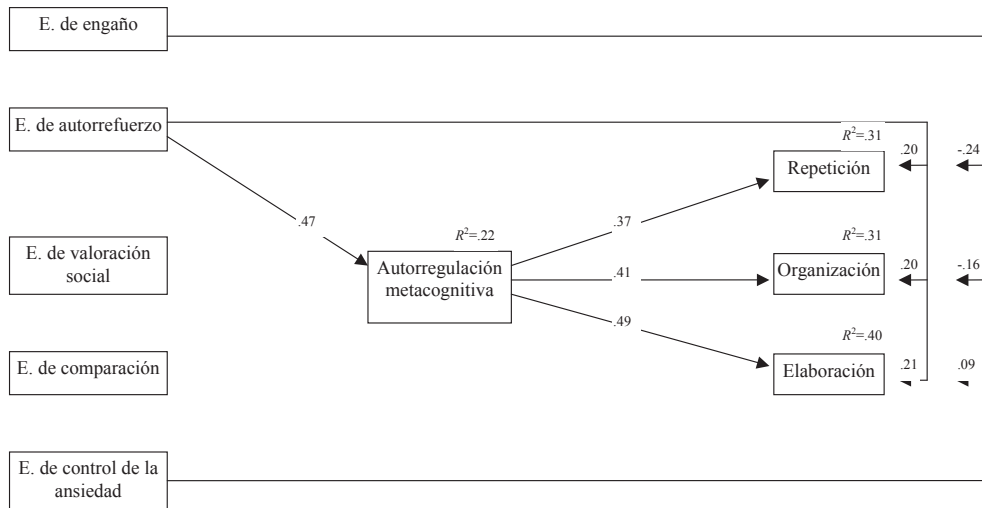 E. de engaño
E. de autorrefuerzo
R²=.31
.20
-.24
Repetición
.47
.37
R²=.22
R²=.31
E. de valoración
social
Autorregulación
metacognitiva
.41
Organización
.20
-.16
.49
R²=.40
E. de comparación
Elaboración
.21
.09
E. de control de la
ansiedad